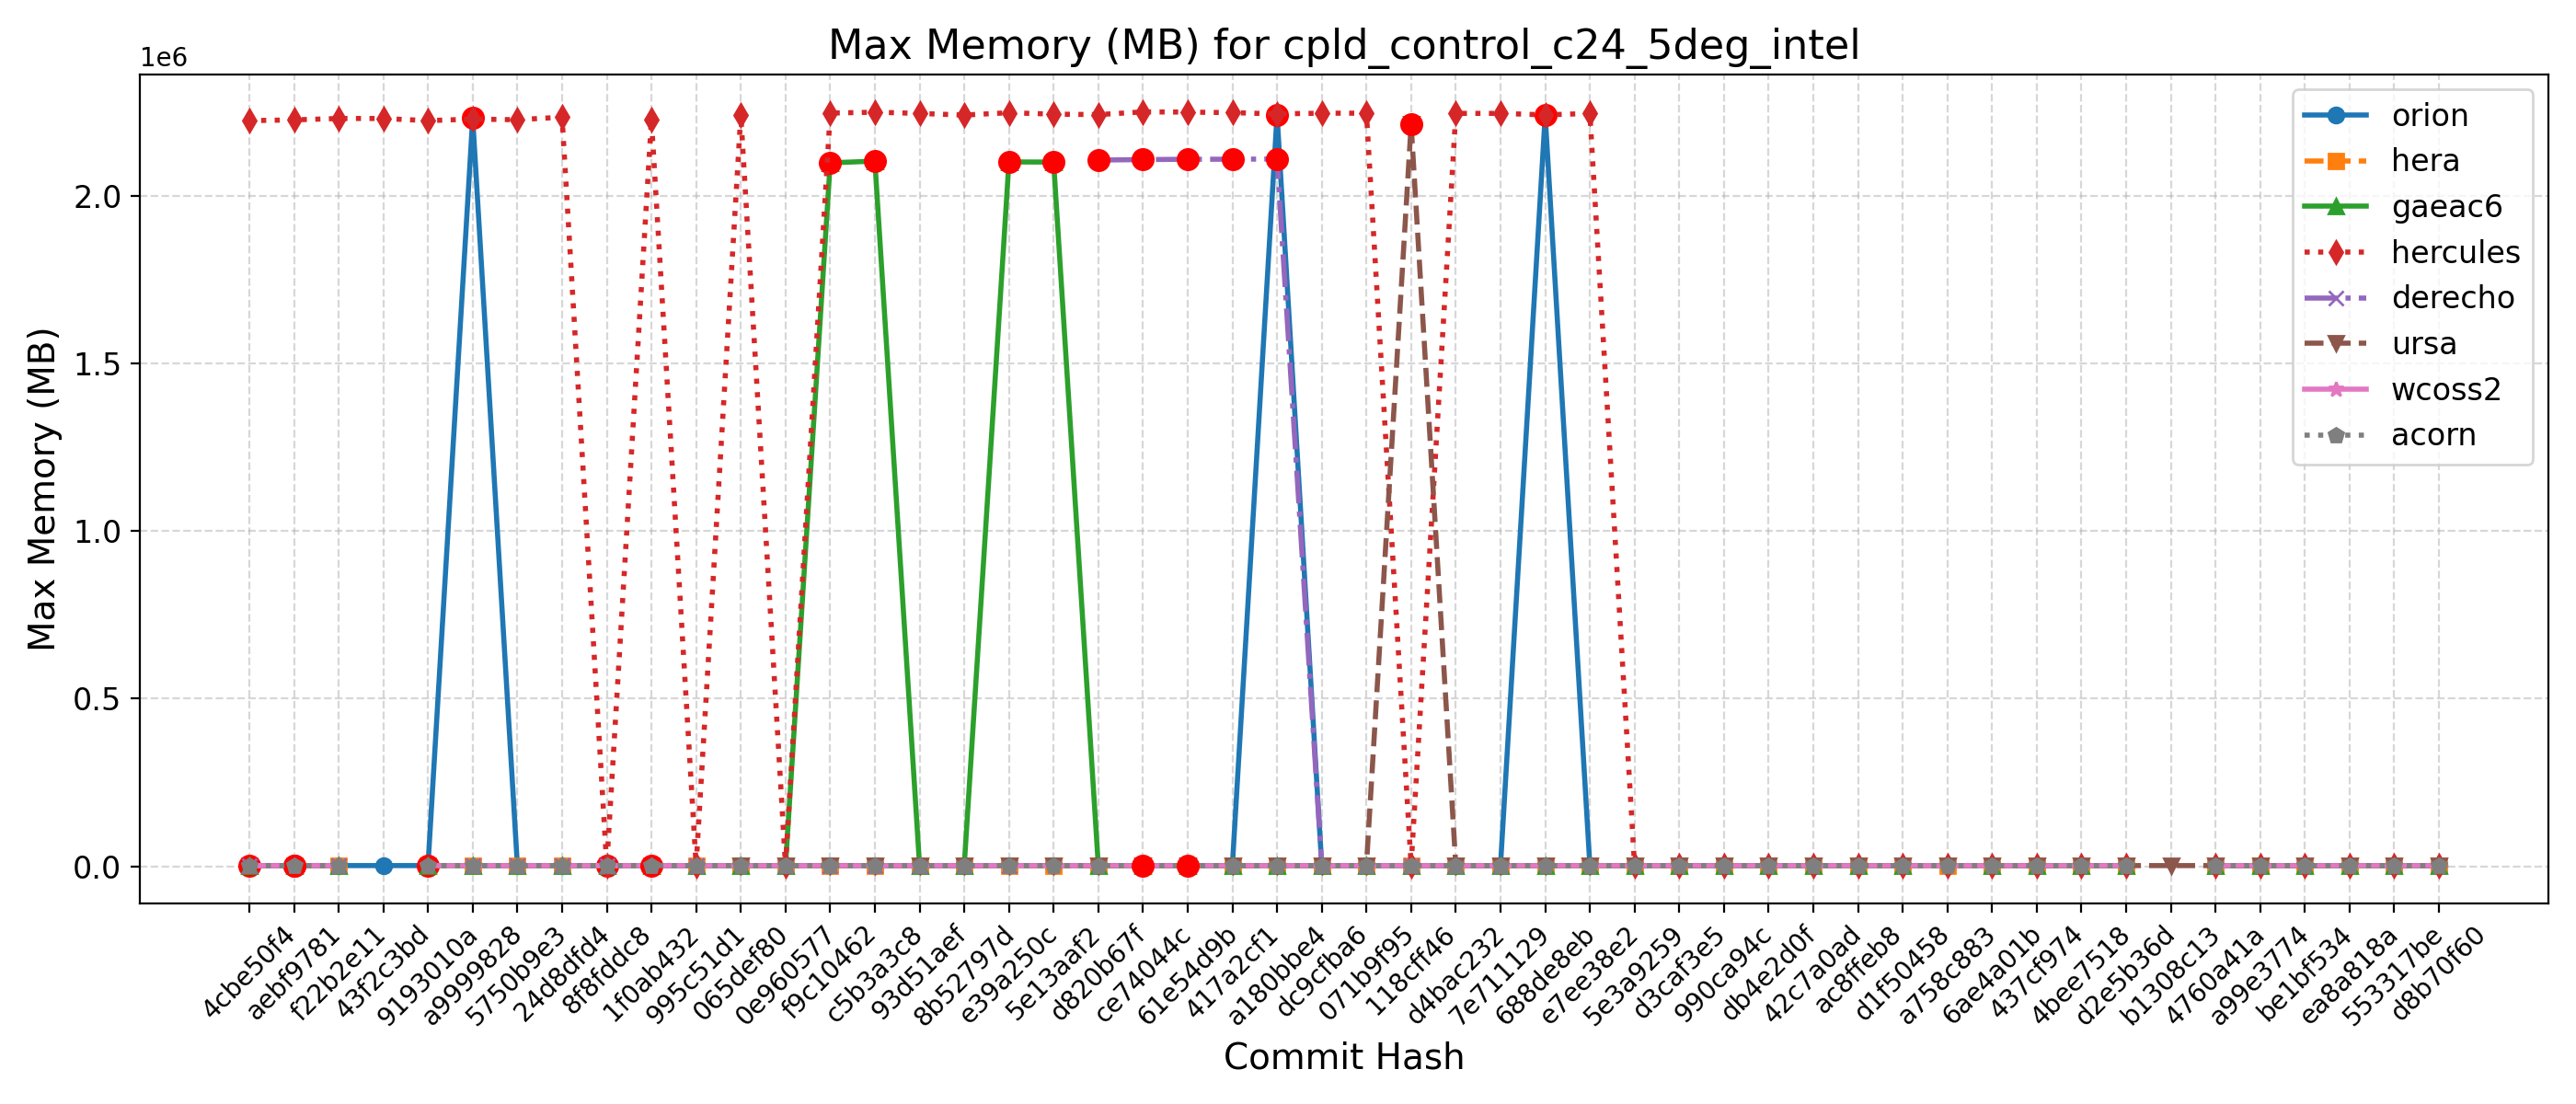 Max Memory (MB) for cpld_control_c24_5deg_intel
1e6
Max Memory (MB)
2.0
1.5
1.0
0.5
0.0
orion
hera
gaeac6
hercules
derecho
ursa
wcoss2
acorn
4cbe50f4
aebf9781
f22b2e11
43f2c3bd
9193010a
a9999828
5750b9e3
24d8dfd4
8f8fddc8
1f0ab432
995c51d1
065def80
0e960577
f9c10462
c5b3a3c8
93d51aef
8b52797d
e39a250c
5e13aaf2
d820b67f
ce74044c
61e54d9b
417a2cf1
a180bbe4
dc9cfba6
071b9f95
118cff46
d4bac232
7e711129
688de8eb
e7ee38e2
5e3a9259
d3caf3e5
990ca94c
db4e2d0f
42c7a0ad
ac8ffeb8
d1f50458
a758c883
6ae4a01b
437cf974
4bee7518
d2e5b36d
b1308c13
4760a41a
a99e3774
be1bf534
ea8a818a
553317be
d8b70f60
Commit Hash